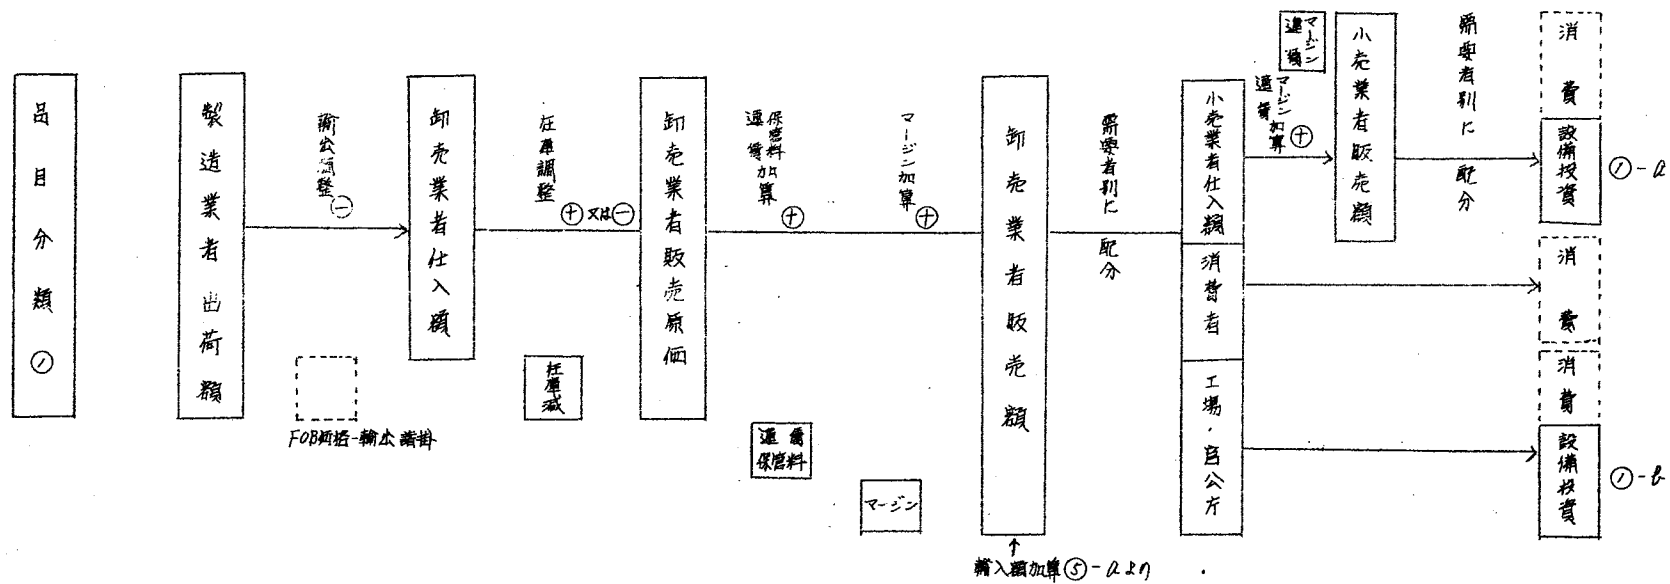 品目分類①
製造業者出荷額
輸出調整
㊀
FOB価格-輸出諸掛
卸売業者仕入額
在庫調整
㊉又は㊀
在庫減
卸売業者販売原価
保管料
運賃加算
㊉
運賃
保管料
マージン加算
㊉
マージン
卸売業者販売額
輸入額加算⑤-aより
需要者別に
配分
小売業者仕入額
消費者
工場・官公庁
マージン
運賃
マージン
運賃加算
㊉
小売業者販売額
需要者別に
配分
消費
設備投資
①-a
消費
消費
設備投資
①-b